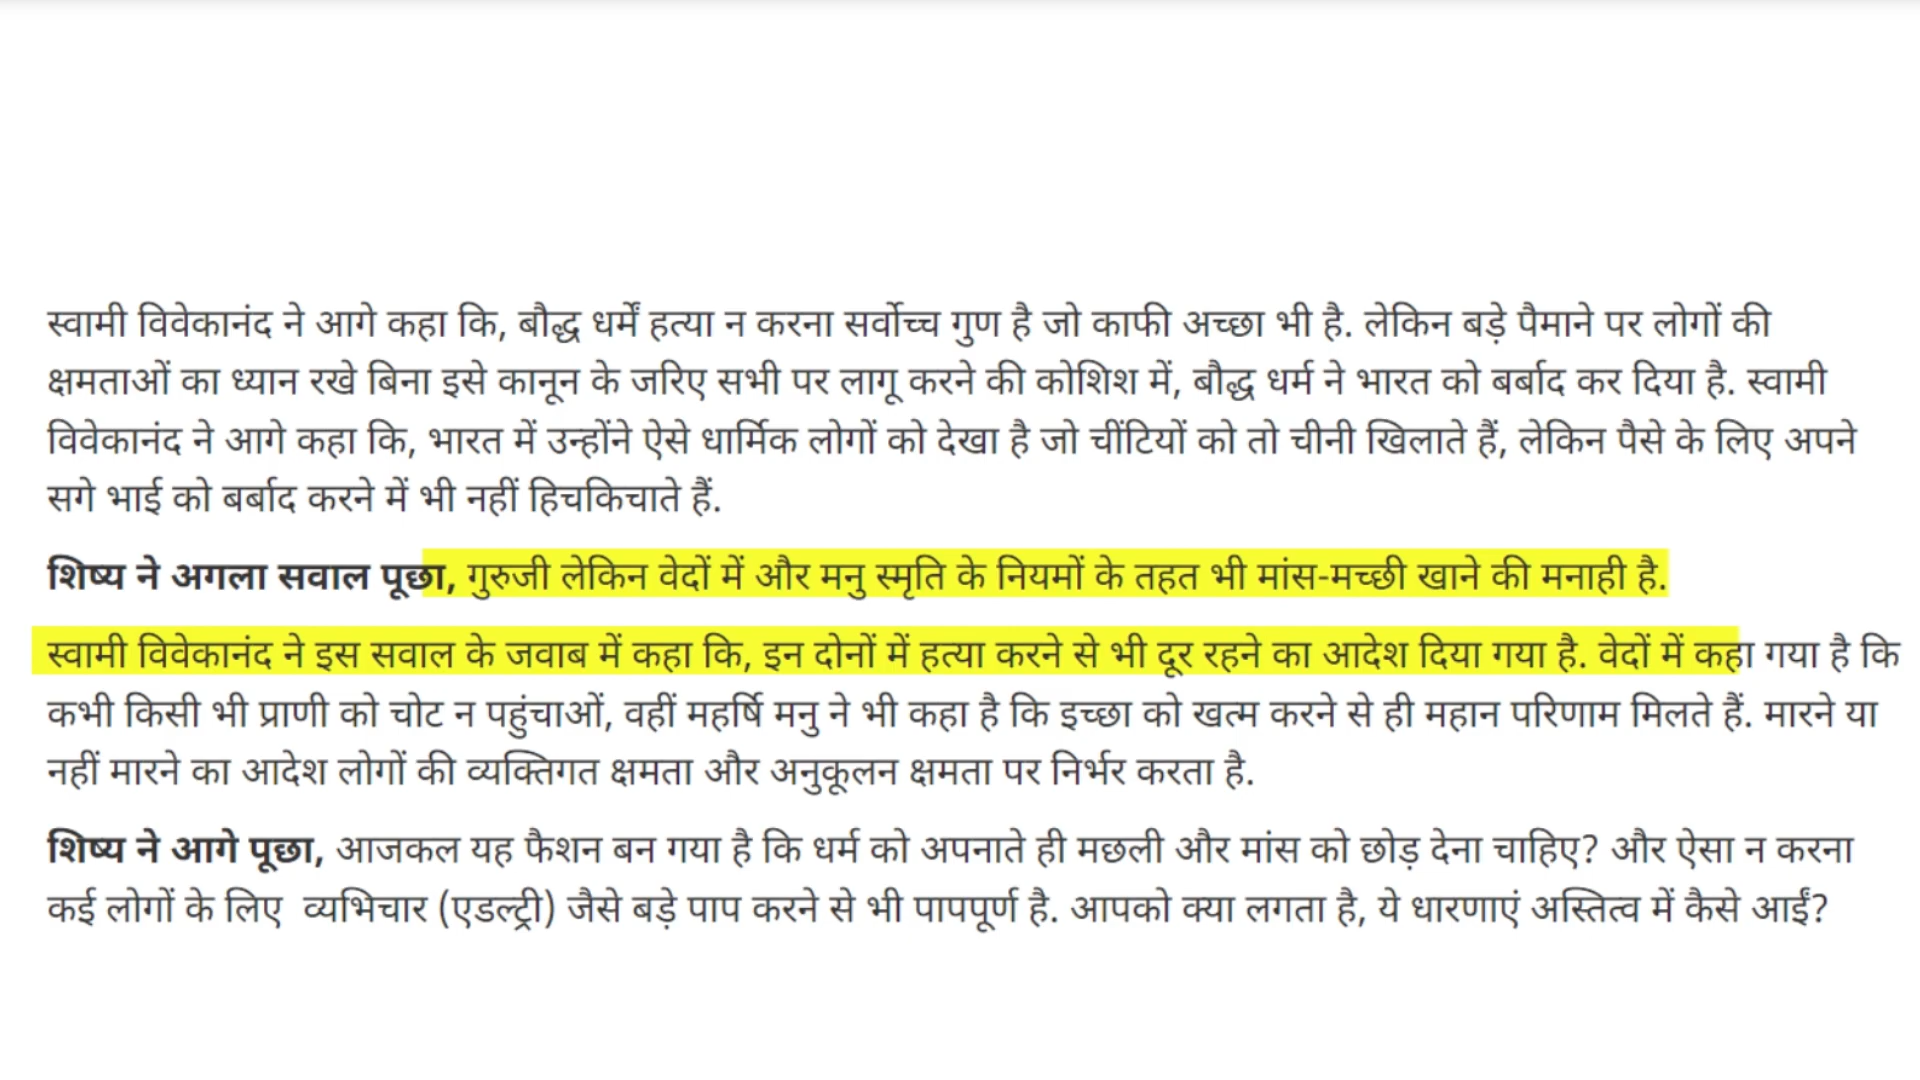 स्वामी विवेकानंद ने आगे कहा कि, बौद्ध धर्में हत्या न करना सर्वोच्च गुण है जो काफी अच्छा भी है. लेकिन बड़े पैमाने पर लोगों की
क्षमताओं का ध्यान रखे बिना इसे कानून के जरिए सभी पर लागू करने की कोशिश में, बौद्ध धर्म ने भारत को बर्बाद कर दिया है. स्वामी
विवेकानंद ने आगे कहा कि, भारत में उन्होंने ऐसे धार्मिक लोगों को देखा है जो चींटियों को तो चीनी खिलाते हैं, लेकिन पैसे के लिए अपने
सगे भाई को बर्बाद करने में भी नहीं हिचकिचाते हैं.
शिष्य ने अगला सवाल पूछा, गुरुजी लेकिन वेदों में और मनु स्मृति के नियमों के तहत भी मांस-मच्छी खाने की मनाही है.
स्वामी विवेकानंद ने इस सवाल के जवाब में कहा कि, इन दोनों में हत्या करने से भी दूर रहने का आदेश दिया गया है. वेदों में कहा गया है कि
कभी किसी भी प्राणी को चोट न पहुंचाओं, वहीं महर्षि मनु ने भी कहा है कि इच्छा को खत्म करने से ही महान परिणाम मिलते हैं. मारने या
नहीं मारने का आदेश लोगों की व्यक्तिगत क्षमता और अनुकूलन क्षमता पर निर्भर करता है.
शिष्य ने आगे पूछा, आजकल यह फैशन बन गया है कि धर्म को अपनाते ही मछली और मांस को छोड़ देना चाहिए? और ऐसा न करना
कई लोगों के लिए व्यभिचार (एडल्ट्री) जैसे बड़े पाप करने से भी पापपूर्ण है. आपको क्या लगता है, ये धारणाएं अस्तित्व में कैसे आईं?